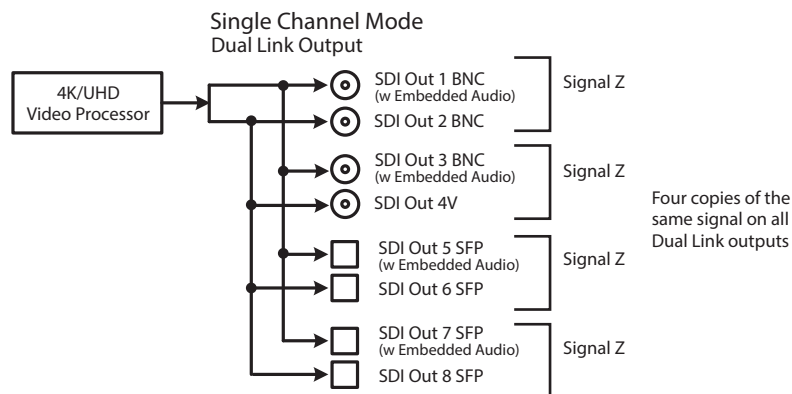 Single Channel Mode
Dual Link Output
4K/UHD
Video Processor
SDI Out 1 BNC
(w Embedded Audio)
SDI Out 2 BNC
Signal Z
SDI Out 3 BNC
(w Embedded Audio)
SDI Out 4V
Signal Z
SDI Out 5 SFP
(w Embedded Audio)
SDI Out 6 SFP
Signal Z
SDI Out 7 SFP
(w Embedded Audio)
SDI Out 8 SFP
Signal Z
Four copies of the
same signal on all
Dual Link outputs